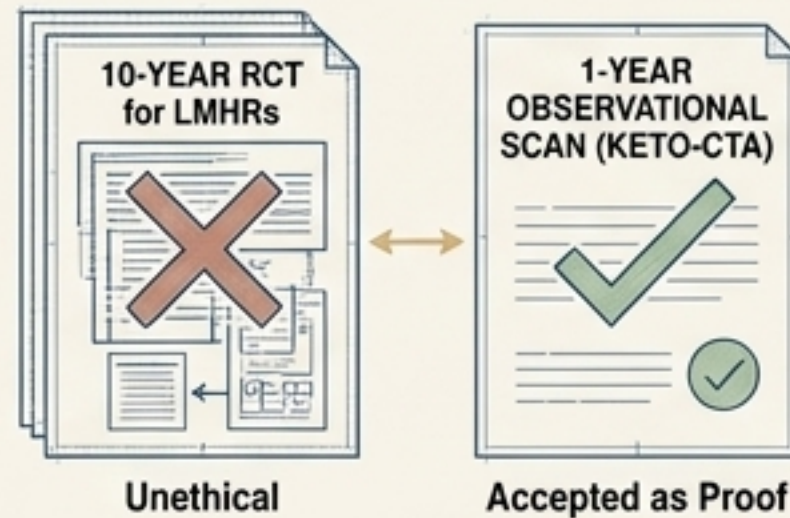 10-YEAR RCT
for LMHRs
Unethical
1-YEAR
OBSERVATIONAL
SCAN (KETO-CTA)
Accepted as Proof